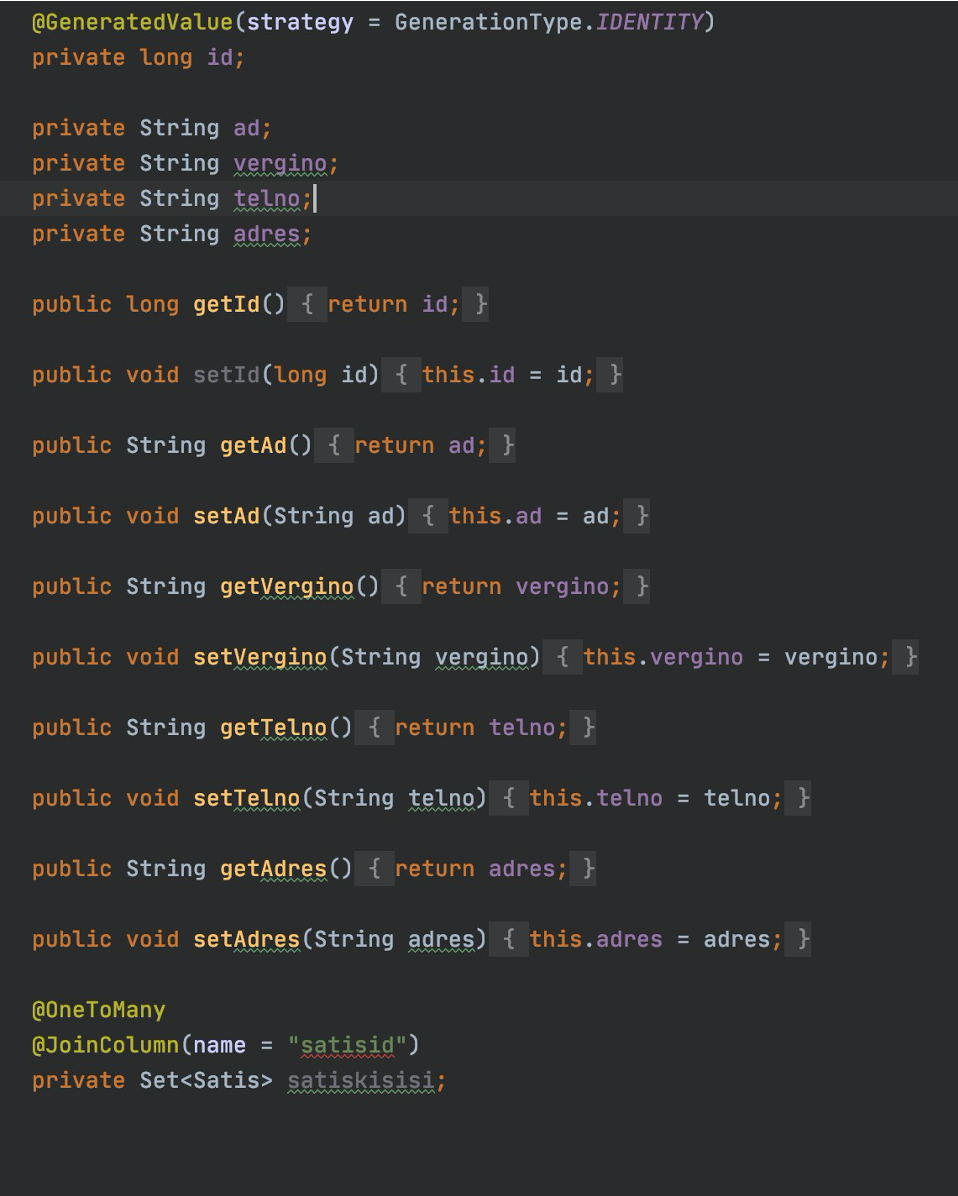 @GeneratedValue(strategy = GenerationType.IDENTITY)
private long id;
private String ad;
private String vergino;
private String telno;
private String adres;
public long getId() { return id; }
public void setId(long id) { this.id = id; }
public String getAd() { return ad; }
public void setAd(String ad) { this.ad = ad; }
public String getVergino() { return vergino; }
public void setVergino(String vergino) { this.vergino = vergino; }
public String getTelno() { return telno; }
public void setTelno(String telno) { this.telno = telno; }
public String getAdres() { return adres; }
public void setAdres(String adres) { this.adres = adres; }
@OneToMany
@JoinColumn(name = "satisid")
private Set<Satis> satiskisisi;